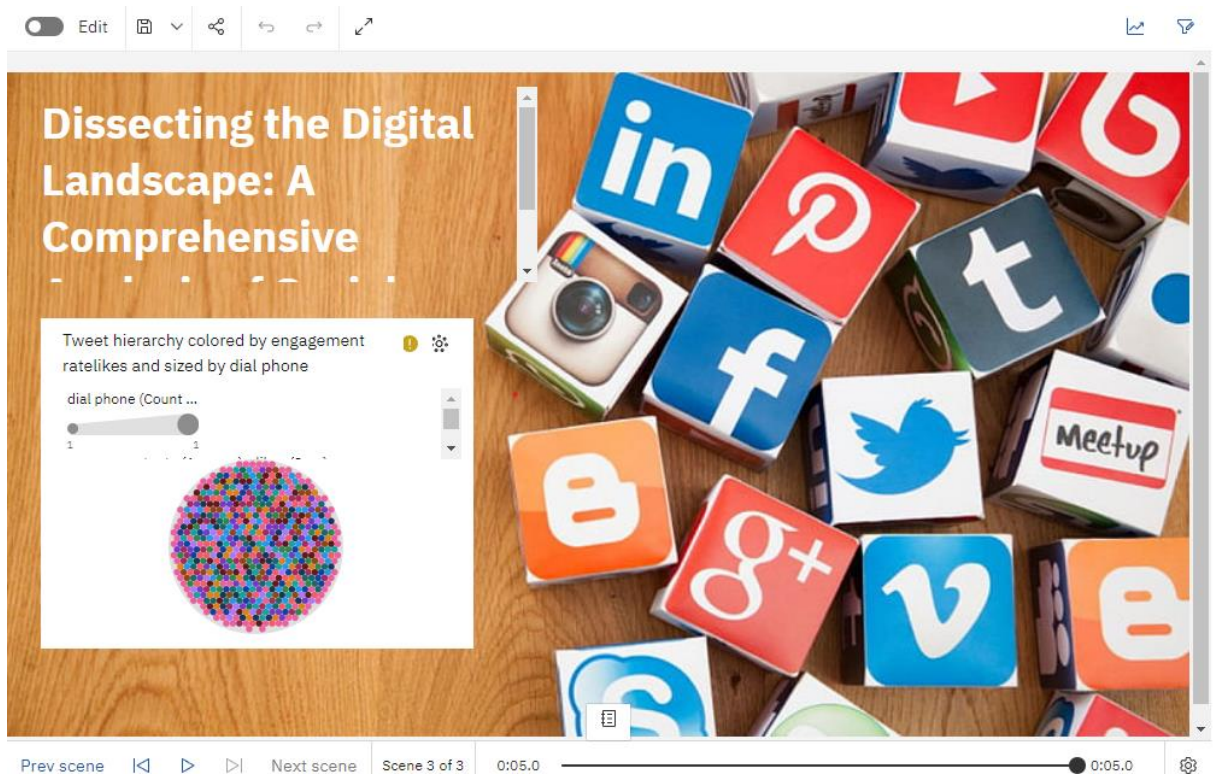 Edit
Dissecting the Digital
Landscape: A
Comprehensive
Tweet hierarchy colored by engagement
ratelikes and sized by dial phone
dial phone (Count ...
1
1
in
f
t
g+
Meetup
Prev scene
Next scene
Scene 3 of 3
0:05.0
0:05.0